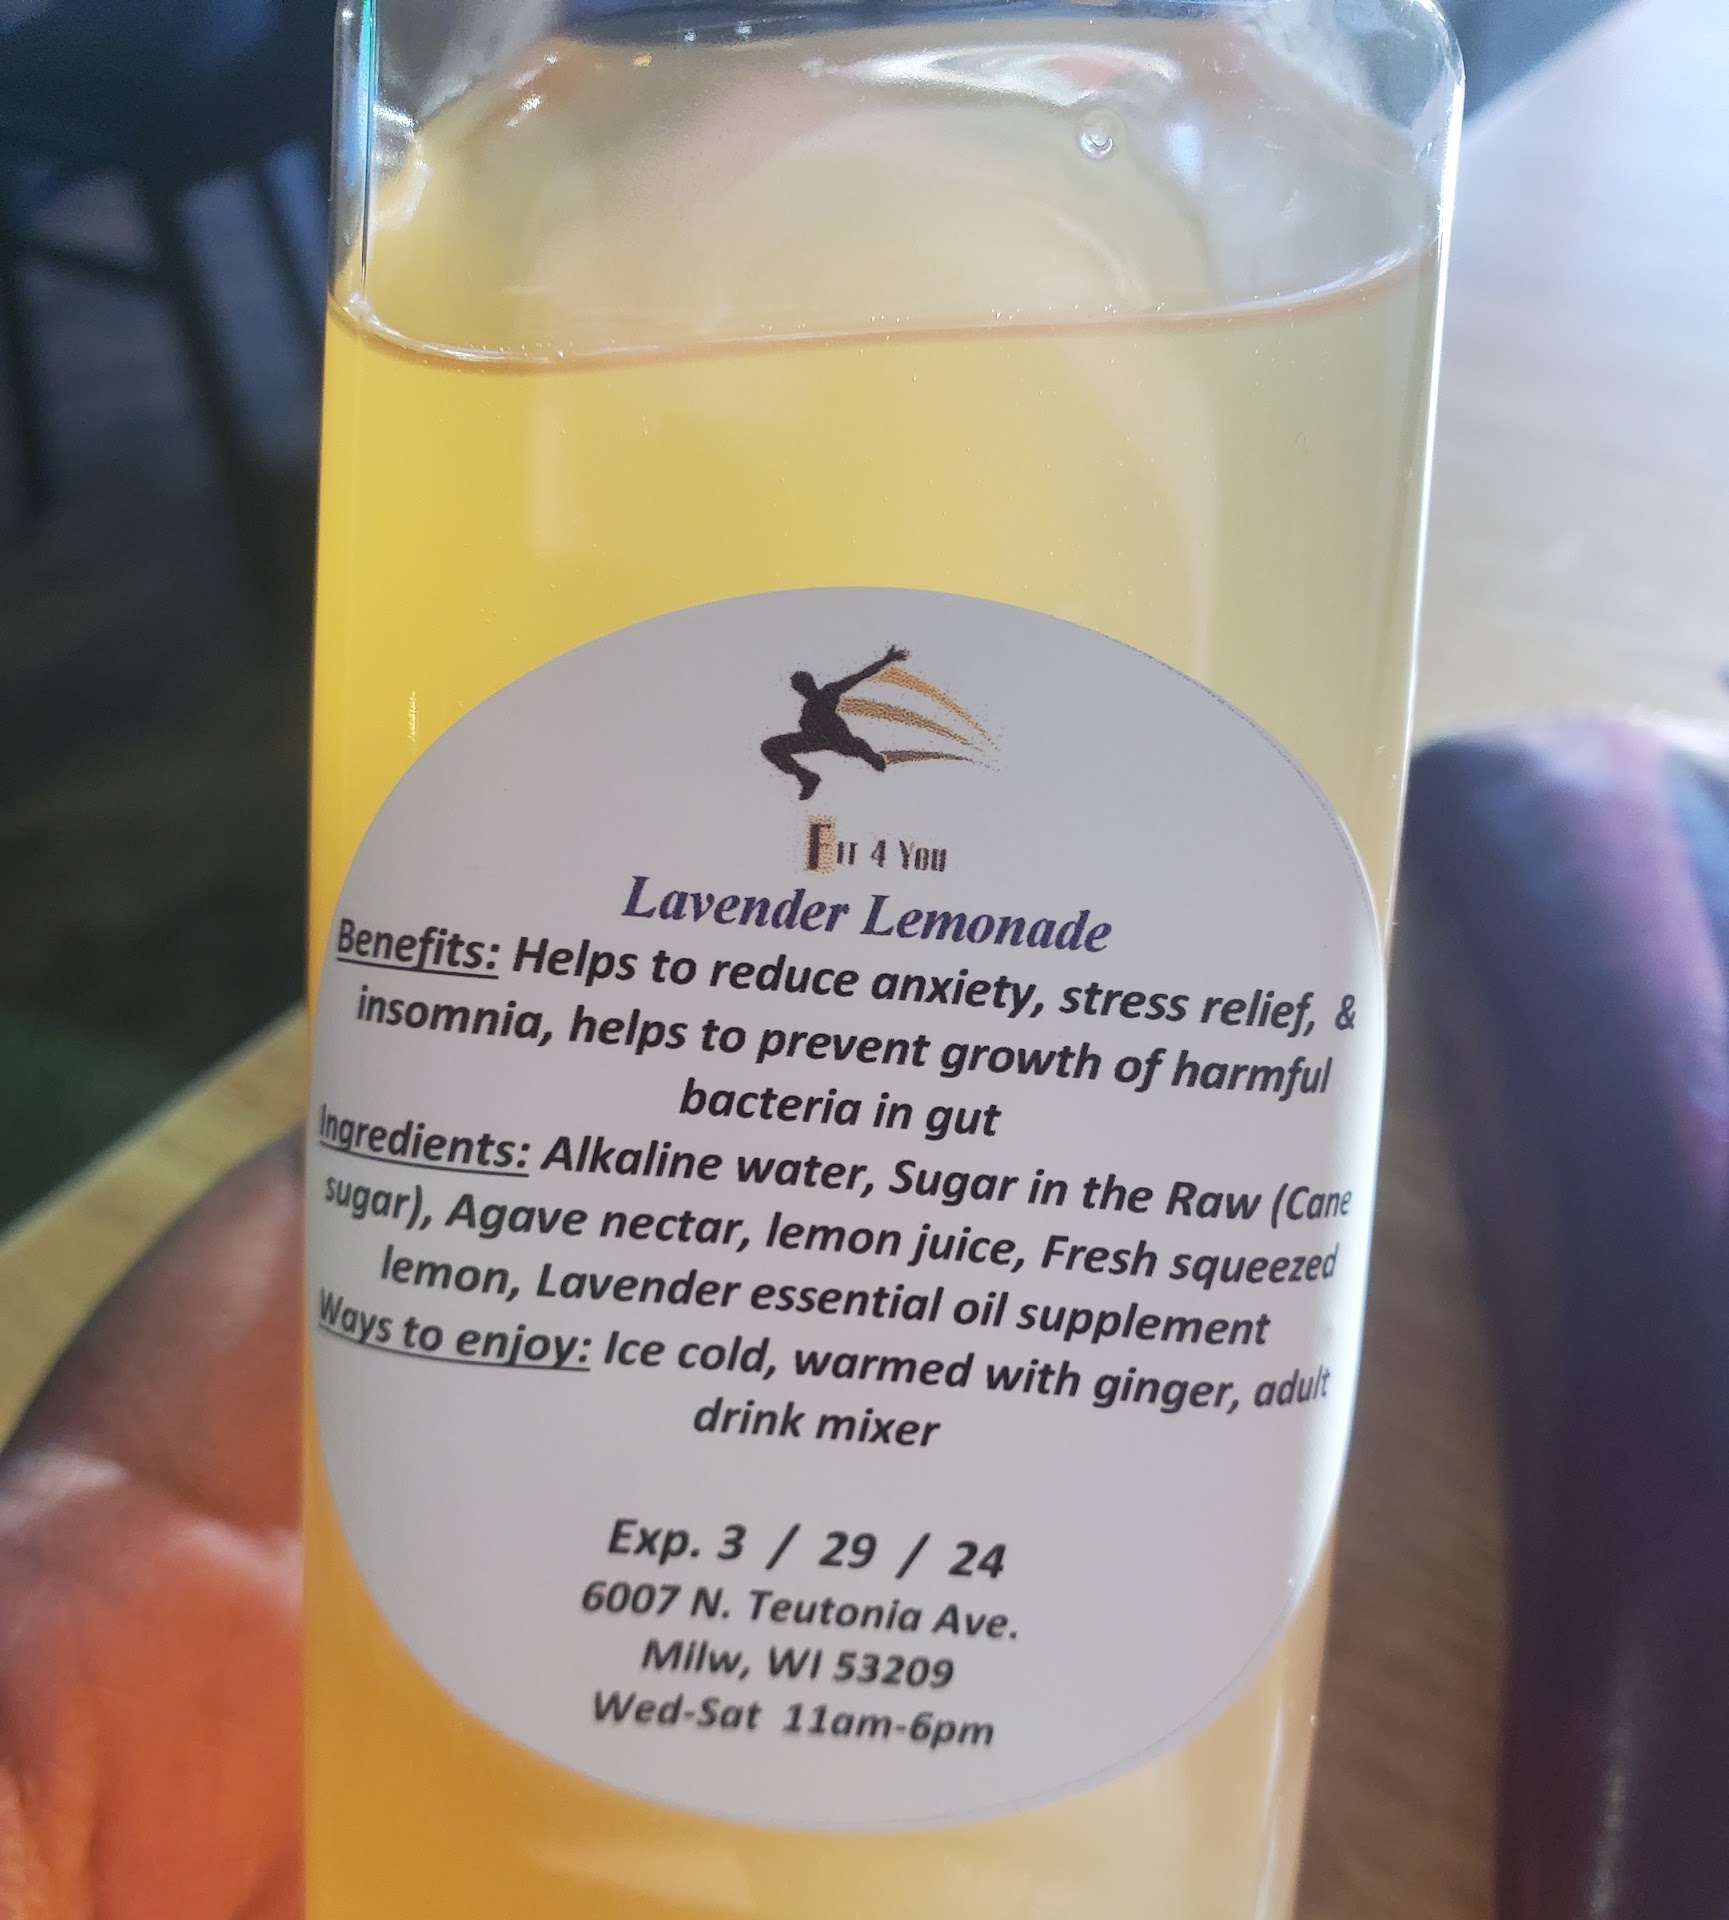 Fit 4 You
Lavender Lemonade
Benefits: Helps to reduce anxiety, stress relief, &
insomnia, helps to prevent growth of harmful
bacteria in gut
Ingredients: Alkaline water, Sugar in the Raw (Cane
sugar), Agave nectar, lemon juice, Fresh squeezed
lemon, Lavender essential oil supplement
Ways to enjoy: Ice cold, warmed with ginger, adult
drink mixer
Exp. 3 / 29 / 24
6007 N. Teutonia Ave.
Milw, WI 53209
Wed-Sat 11am-6pm